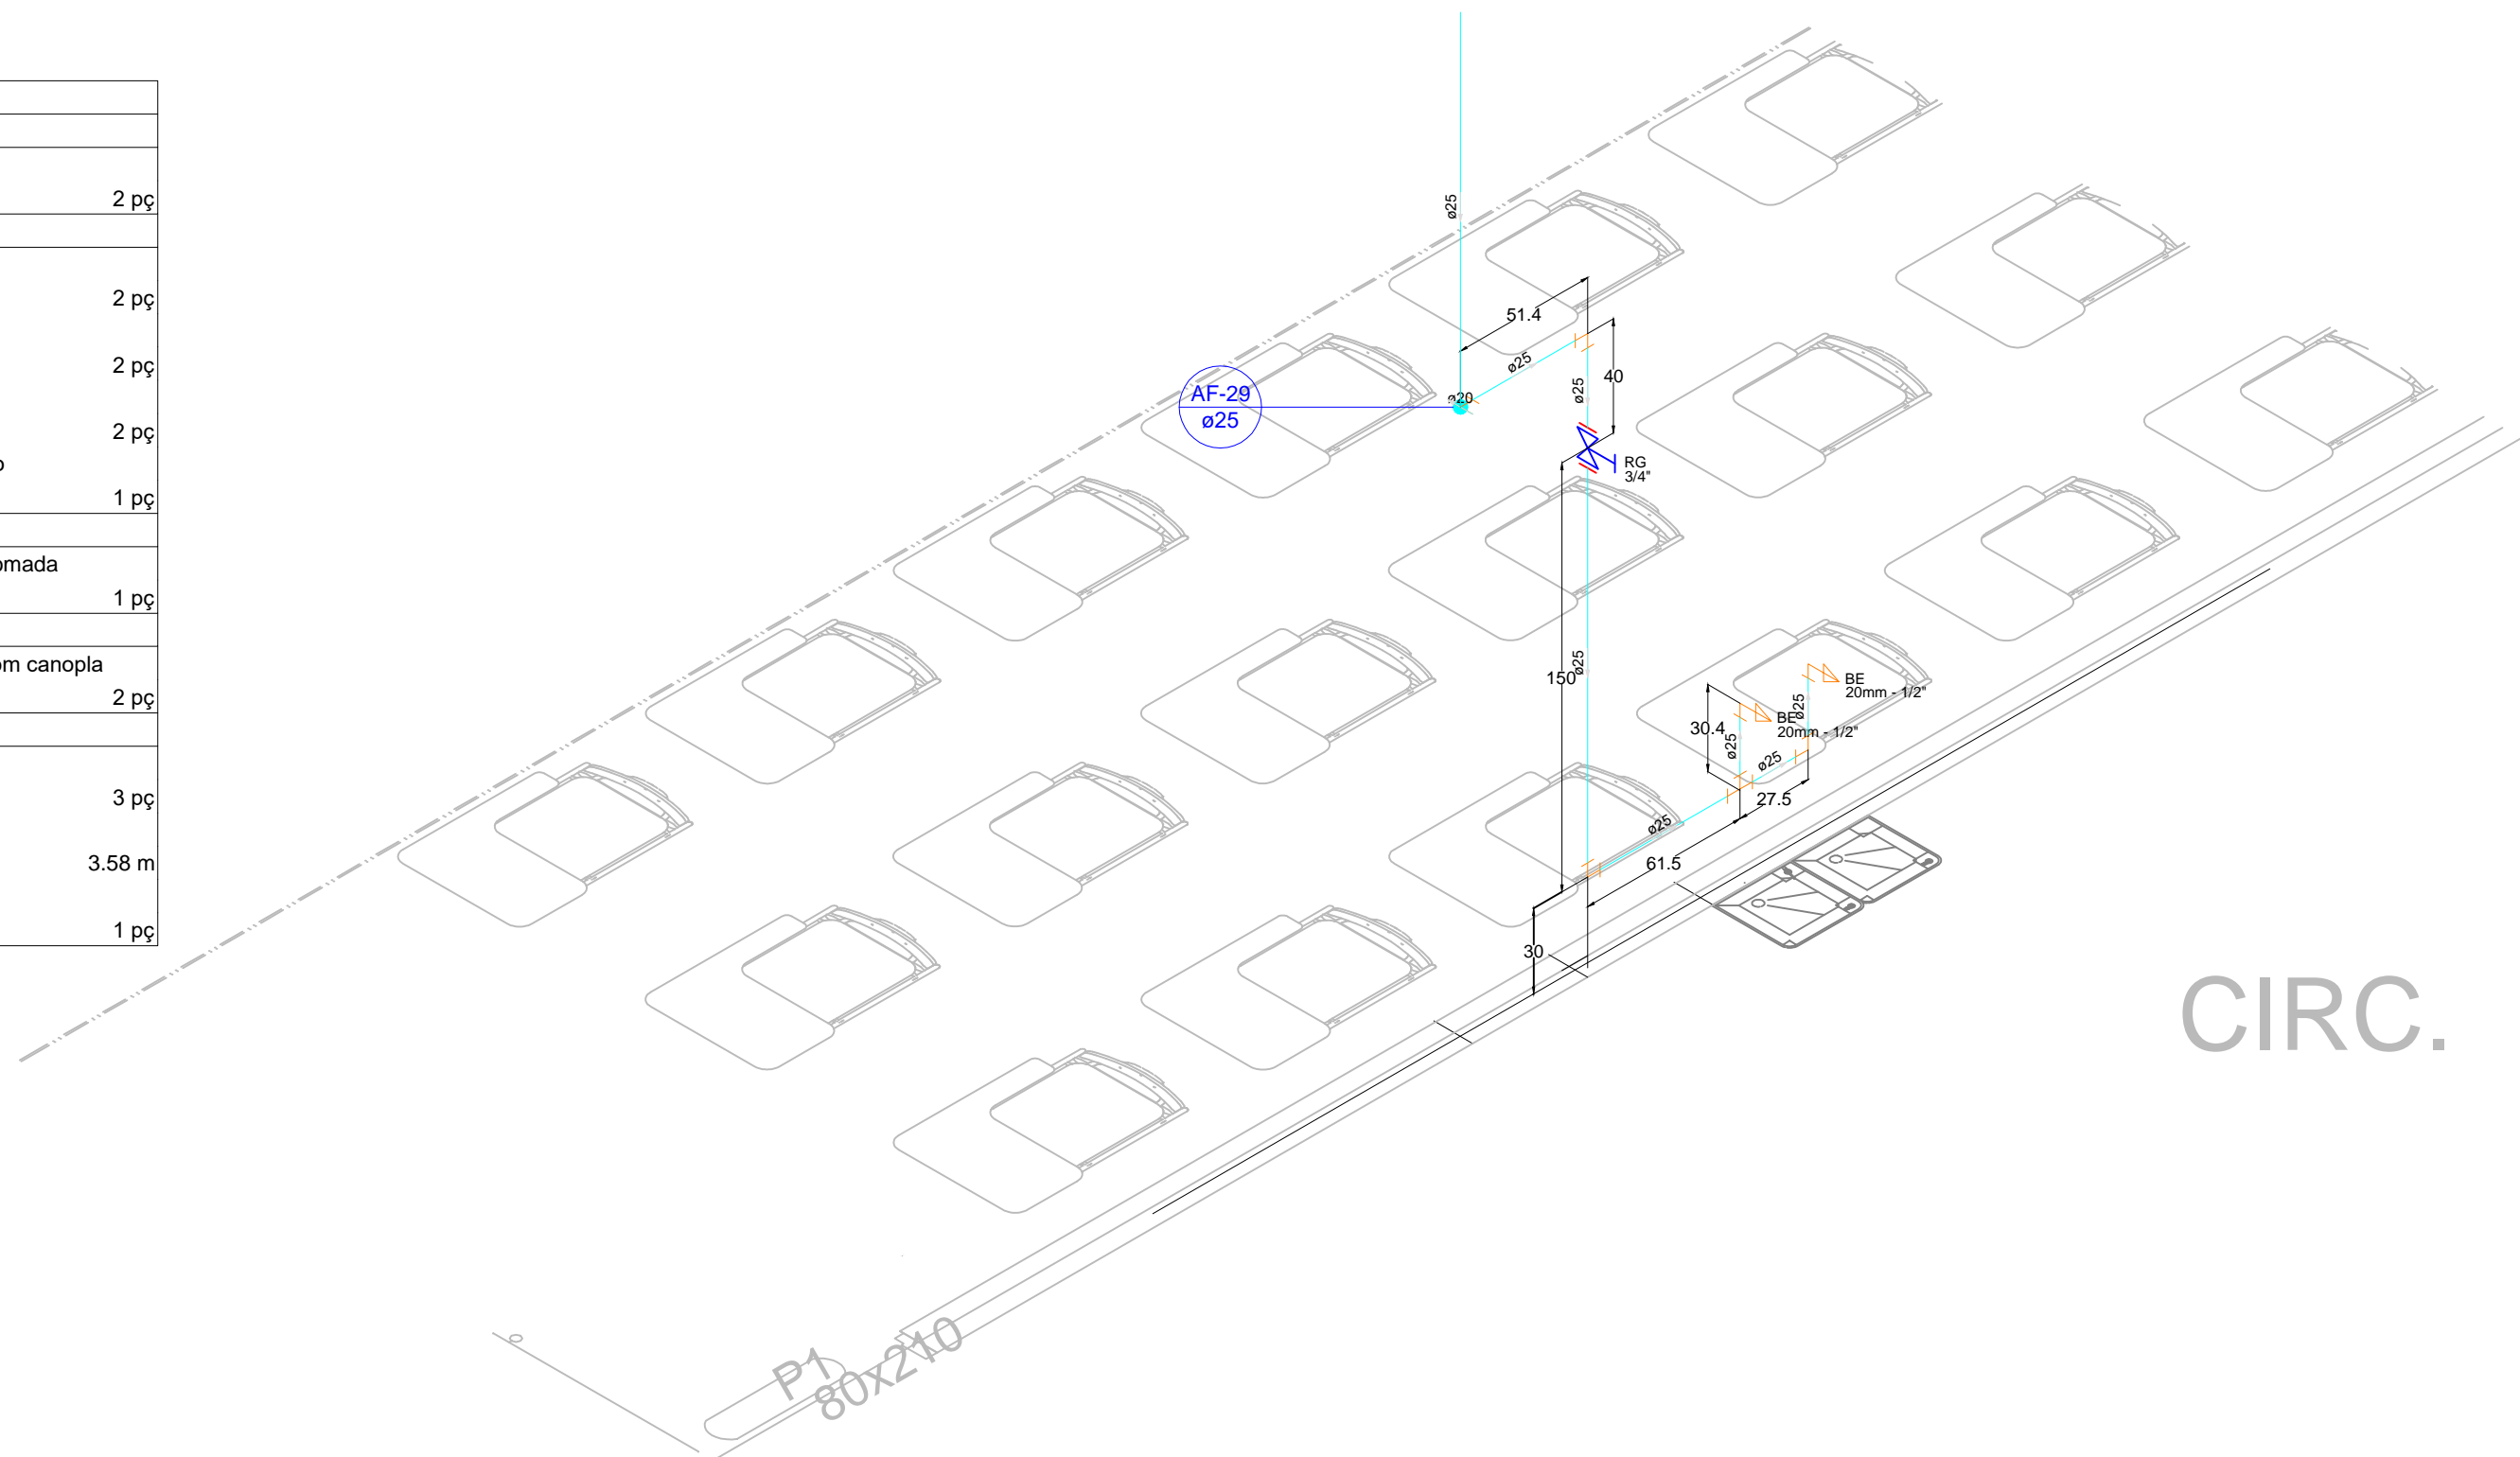 2 pç
2 pç
2 pç
2 pç
1 pç
omada
1 pç
om canopla
2 pç
3 pç
3.58 m
1 pç
ø25
51.4
ø25
40
ø25
AF-29
ø25
ø20
RG
3/4"
150
ø25
BE
20mm - 1/2"
ø25
BE
20mm - 1/2"
30.4
ø25
ø25
27.5
ø25
61.5
30
CIRC.
P1
80x210